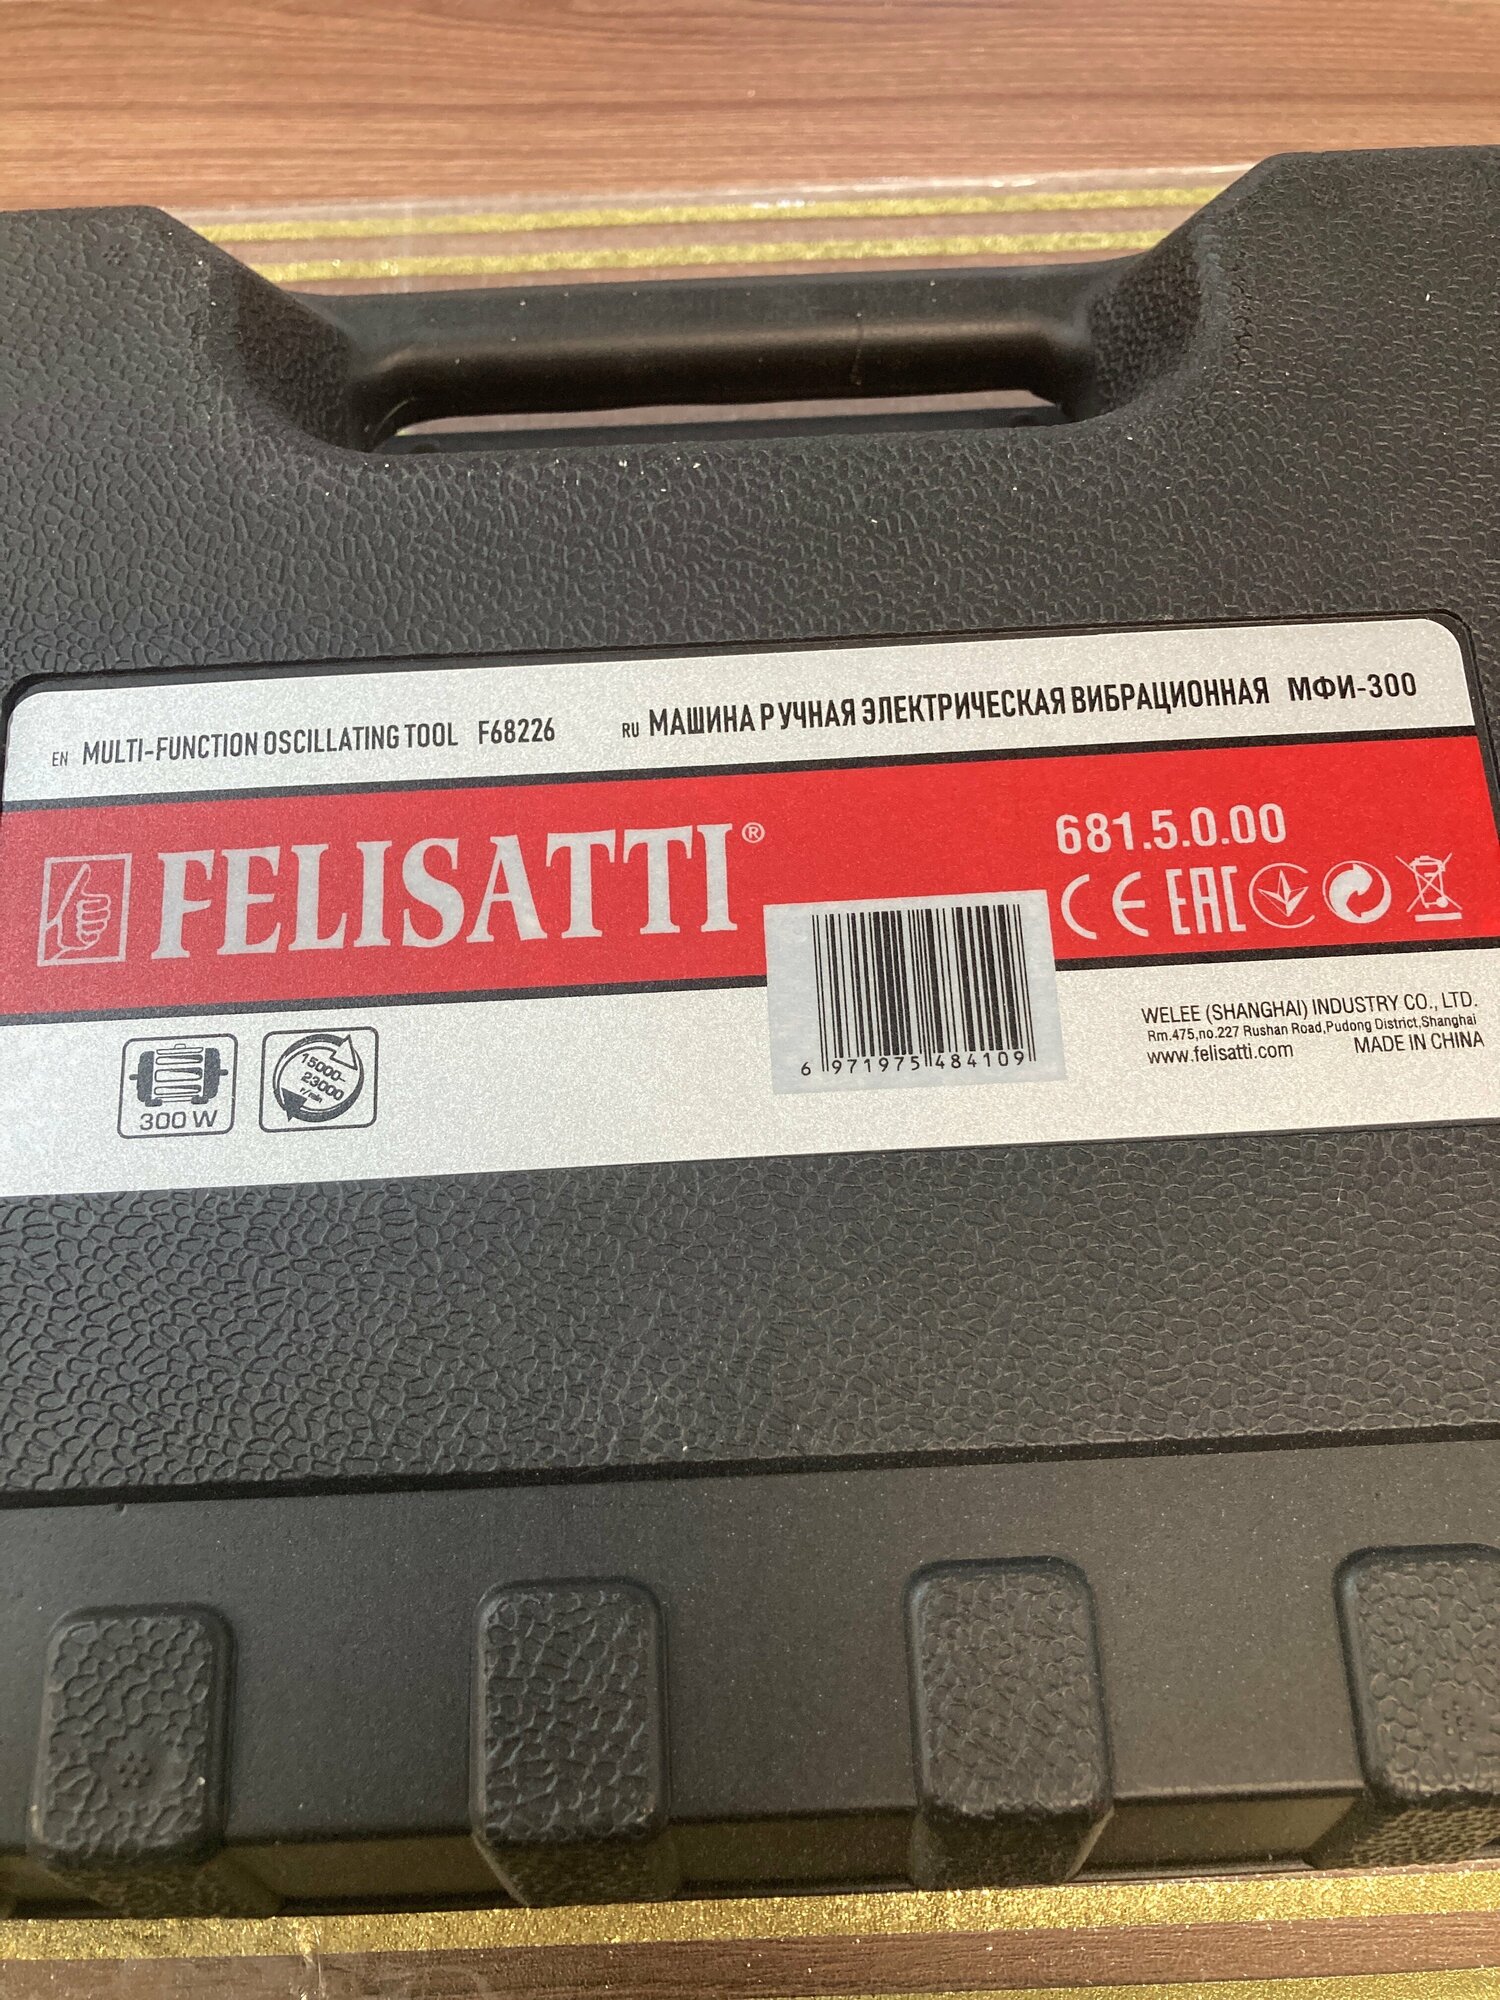 EN MULTI-FUNCTION OSCILLATING TOOL F68226
RU МАШИНА РУЧНАЯ ЭЛЕКТРИЧЕСКАЯ ВИБРАЦИОННАЯ МФИ-300
FELISATTI®
681.5.0.00
CE EAC
6 971975 484109
WELEE (SHANGHAI) INDUSTRY CO., LTD.
Rm.475,no.227 Rushan Road,Pudong District,Shanghai
www.felisatti.com MADE IN CHINA
300 W
15000-
23000
r/min